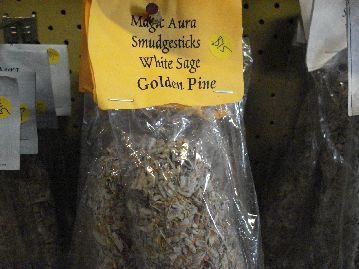 Magic Aura
Smudgesticks
White Sage
Golden Pine